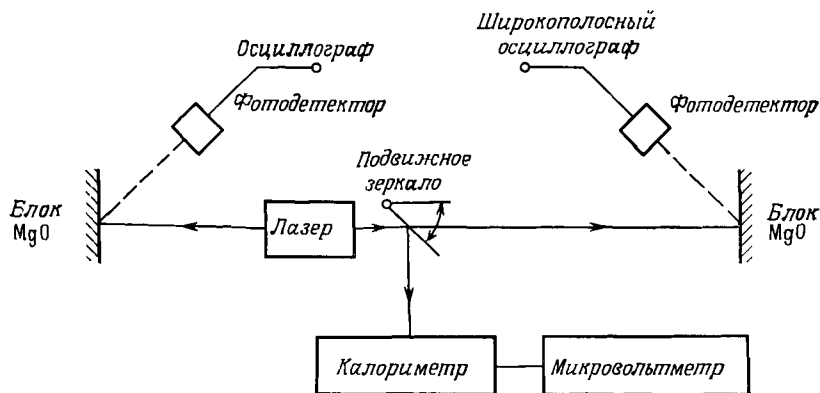 Осциллограф
Широкополосный
осциллограф
Фотодетектор
Фотодетектор
Подвижное
зеркало
Блок
MgO
Лазер
Блок
MgO
Калориметр
Микровольтметр